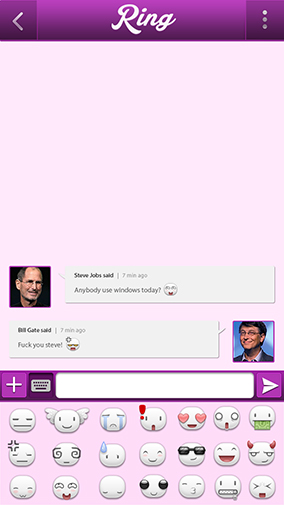 Ring
Steve Jobs said | 7 min ago
Anybody use windows today?
Bill Gate said | 7 min ago
Fuck you steve!